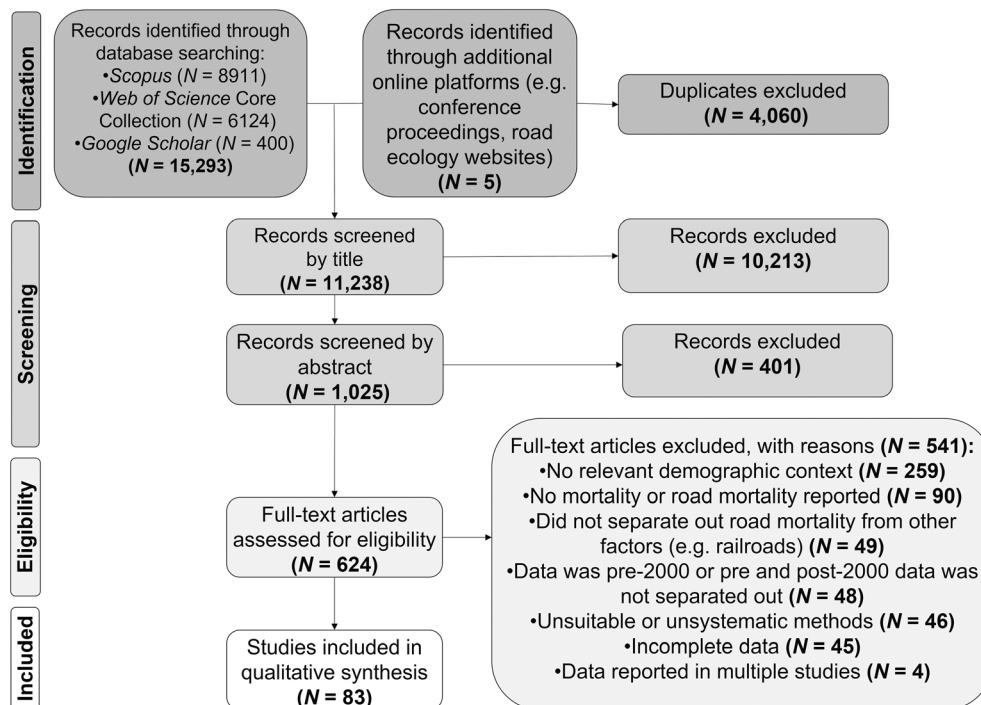 Identification
Records identified through
database searching:
•Scopus (N = 8911)
•Web of Science Core
Collection (N = 6124)
•Google Scholar (N = 400)
(N = 15,293)
Records identified
through additional
online platforms (e.g.
conference
proceedings, road
ecology websites)
(N = 5)
Duplicates excluded
(N = 4,060)
Screening
Records screened
by title
(N = 11,238)
Records excluded
(N = 10,213)
Records screened by
abstract
(N = 1,025)
Records excluded
(N = 401)
Eligibility
Full-text articles
assessed for eligibility
(N = 624)
Full-text articles excluded, with reasons (N = 541):
•No relevant demographic context (N = 259)
•No mortality or road mortality reported (N = 90)
•Did not separate out road mortality from other
factors (e.g. railroads) (N = 49)
•Data was pre-2000 or pre and post-2000 data was
not separated out (N = 48)
•Unsuitable or unsystematic methods (N = 46)
•Incomplete data (N = 45)
•Data reported in multiple studies (N = 4)
Included
Studies included in
qualitative synthesis
(N = 83)